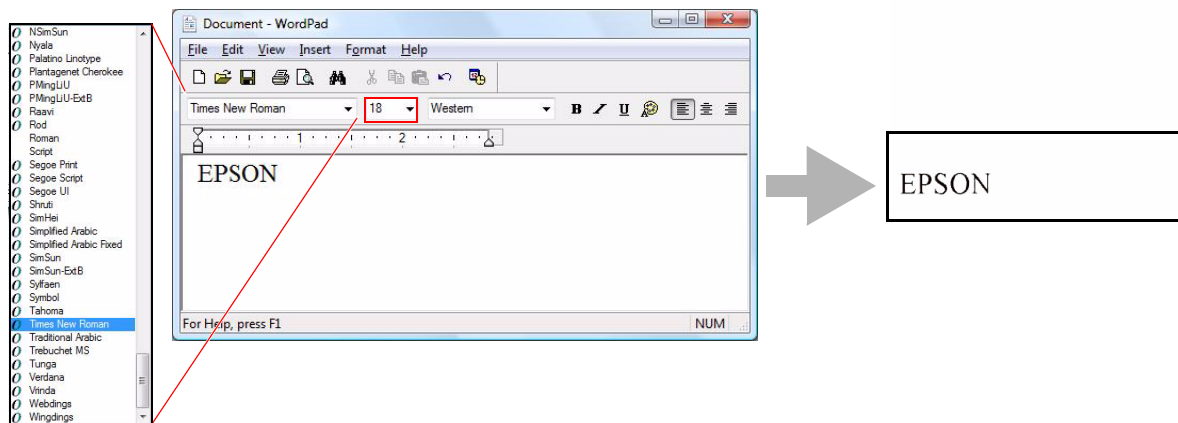 NSimSun
Nyala
Palatino Linotype
Plantagenet Cherokee
PMingLiU
PMingLiU-ExtB
Raavi
Rod
Roman
Script
Segoe Print
Segoe Script
Segoe UI
Shruti
SimHei
Simplified Arabic
Simplified Arabic Fixed
SimSun
SimSun-ExtB
Sylfaen
Symbol
Tahoma
Times New Roman
Traditional Arabic
Trebuchet MS
Tunga
Verdana
Vrinda
Webdings
Wingdings
Document - WordPad
File Edit View Insert Format Help
Times New Roman 18 Western B / U
1 2
EPSON
For Help, press F1 NUM
EPSON